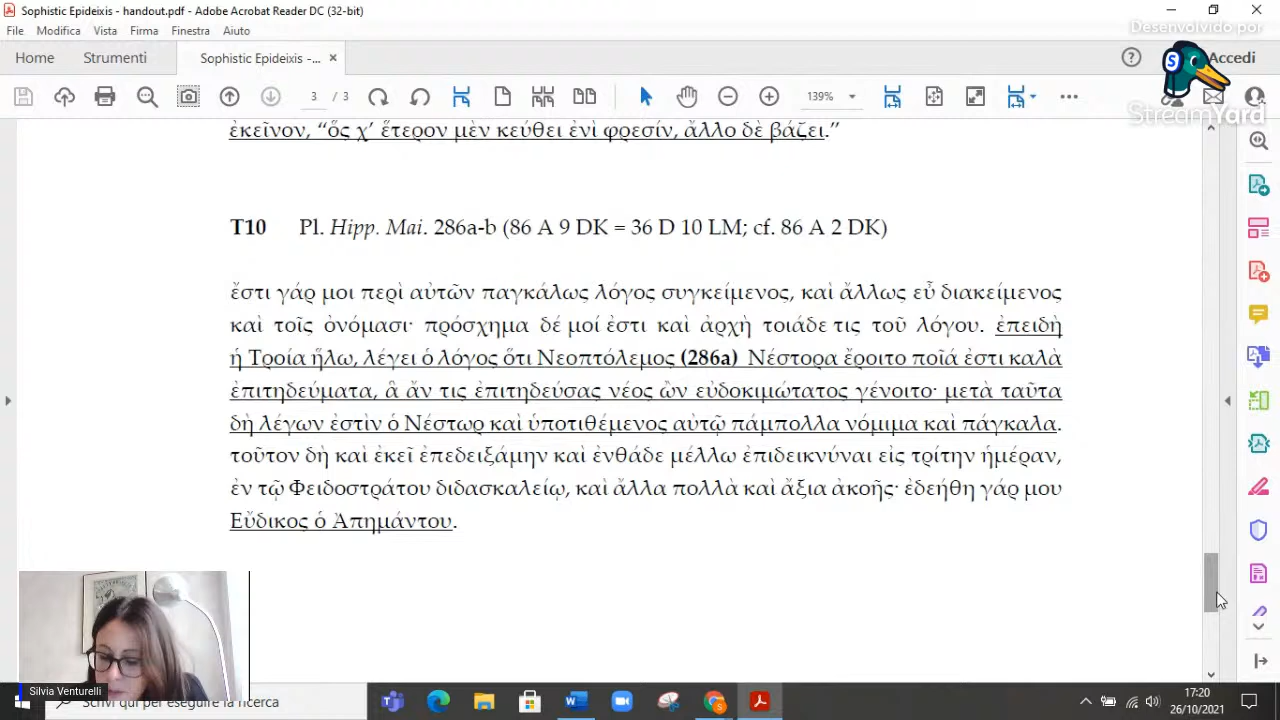 Sophistic Epideixis - handout.pdf - Adobe Acrobat Reader DC (32-bit)
Desenvolvido por
File Modifica Vista Firma Finestra Aiuto
Home Strumenti Sophistic Epideixis -... × Accedi
StreamYard
3 / 3 139%
ἐκεῖνον, “ὅς χ’ ἕτερον μὲν κεύθει ἐνὶ φρεσίν, ἄλλο δὲ βάζει.”
T10 Pl. Hipp. Mai. 286a-b (86 A 9 DK = 36 D 10 LM; cf. 86 A 2 DK)
ἔστι γάρ μοι περὶ αὐτῶν παγκάλως λόγος συγκείμενος, καὶ ἄλλως εὖ διακείμενος
καὶ τοῖς ὀνόμασι· πρόσχημα δέ μοί ἐστι καὶ ἀρχὴ τοιάδε τις τοῦ λόγου. ἐπειδὴ
ἡ Τροία ἥλω, λέγει ὁ λόγος ὅτι Νεοπτόλεμος (286a) Νέστορα ἔροιτο ποῖά ἐστι καλὰ
ἐπιτηδεύματα, ἃ ἄν τις ἐπιτηδεύσας νέος ὢν εὐδοκιμώτατος γένοιτο· μετὰ ταῦτα
δὴ λέγων ἐστὶν ὁ Νέστωρ καὶ ὑποτιθέμενος αὐτῷ πάμπολλα νόμιμα καὶ πάγκαλα.
τοῦτον δὴ καὶ ἐκεῖ ἐπεδειξάμην καὶ ἐνθάδε μέλλω ἐπιδεικνύναι εἰς τρίτην ἡμέραν,
ἐν τῷ Φειδοστράτου διδασκαλείῳ, καὶ ἄλλα πολλὰ καὶ ἄξια ἀκοῆς· ἐδεήθη γάρ μου
Εὔδικος ὁ Ἀπημάντου.
Silvia Venturelli
Scrivi qui per eseguire la ricerca
17:20
26/10/2021